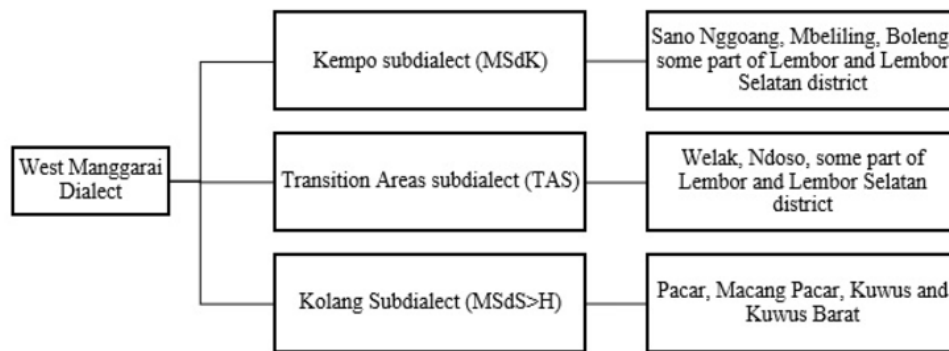 West Manggarai
Dialect
Kempo subdialect (MSdK)
Sano Nggoang, Mbeliling, Boleng,
some part of Lembor and Lembor
Selatan district
Transition Areas subdialect (TAS)
Welak, Ndoso, some part of
Lembor and Lembor Selatan
district
Kolang Subdialect (MSdS>H)
Pacar, Macang Pacar, Kuwus and
Kuwus Barat